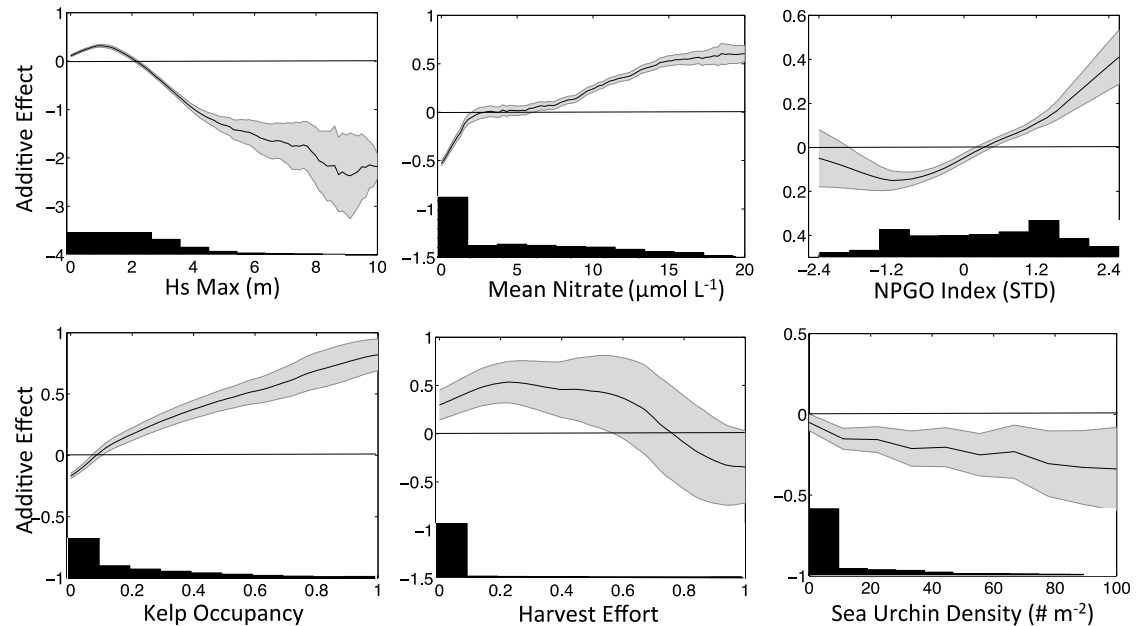 Additive Effect
0
−1
−2
−3
−4
0 2 4 6 8 10
Hs Max (m)
1
0.5
0
−0.5
−1
−1.5
0 5 10 15 20
Mean Nitrate (µmol L-1)
0.6
0.4
0.2
0
0.2
0.4
−2.4 −1.2 0 1.2 2.4
NPGO Index (STD)
Additive Effect
1
0.5
0
−0.5
−1
0 0.2 0.4 0.6 0.8 1
Kelp Occupancy
1
0.5
0
−0.5
−1
−1.5
0 0.2 0.4 0.6 0.8 1
Harvest Effort
0.5
0
−0.5
−1
0 20 40 60 80 100
Sea Urchin Density (# m-2)